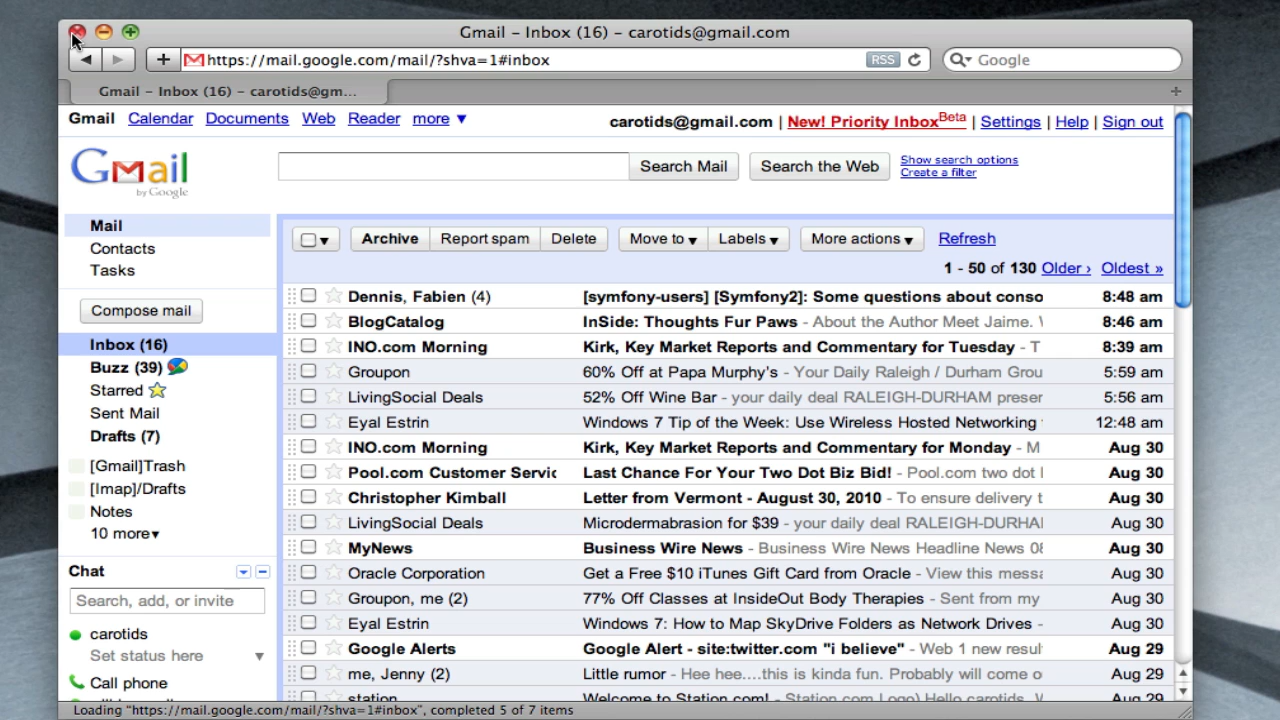 Gmail – Inbox (16) – carotids@gmail.com
https://mail.google.com/mail/?shva=1#inbox RSS Google
Gmail – Inbox (16) – carotids@gm...
Gmail Calendar Documents Web Reader more ▼ carotids@gmail.com | New! Priority Inbox Beta | Settings | Help | Sign out
Gmail by Google
Search Mail Search the Web Show search options
Create a filter
Mail
Contacts
Tasks
Compose mail
Inbox (16)
Buzz (39)
Starred
Sent Mail
Drafts (7)
[Gmail]Trash
[Imap]/Drafts
Notes
10 more▾
Chat
Search, add, or invite
carotids
Set status here
Call phone
Archive Report spam Delete Move to ▾ Labels ▾ More actions ▾ Refresh
1 - 50 of 130 Older › Oldest »
Dennis, Fabien (4) [symfony-users] [Symfony2]: Some questions about conso 8:48 am
BlogCatalog InSide: Thoughts Fur Paws - About the Author Meet Jaime. 8:46 am
INO.com Morning Kirk, Key Market Reports and Commentary for Tuesday - T 8:39 am
Groupon 60% Off at Papa Murphy's - Your Daily Raleigh / Durham Grou 5:59 am
LivingSocial Deals 52% Off Wine Bar - your daily deal RALEIGH-DURHAM preser 5:56 am
Eyal Estrin Windows 7 Tip of the Week: Use Wireless Hosted Networking 12:48 am
INO.com Morning Kirk, Key Market Reports and Commentary for Monday - M Aug 30
Pool.com Customer Servic Last Chance For Your Two Dot Biz Bid! - Pool.com two dot Aug 30
Christopher Kimball Letter from Vermont - August 30, 2010 - To ensure delivery t Aug 30
LivingSocial Deals Microdermabrasion for $39 - your daily deal RALEIGH-DURHA Aug 30
MyNews Business Wire News - Business Wire News Headline News 08 Aug 30
Oracle Corporation Get a Free $10 iTunes Gift Card from Oracle - View this messa Aug 30
Groupon, me (2) 77% Off Classes at InsideOut Body Therapies - Sent from my Aug 30
Eyal Estrin Windows 7: How to Map SkyDrive Folders as Network Drives - Aug 30
Google Alerts Google Alert - site:twitter.com "i believe" - Web 1 new resul Aug 29
me, Jenny (2) Little rumor - Hee hee....this is kinda fun. Probably will come o Aug 29
station Welcome to Station.com! - (Station.com Logo) Hello carotids, Aug 29
Loading "https://mail.google.com/mail/?shva=1#inbox", completed 5 of 7 items